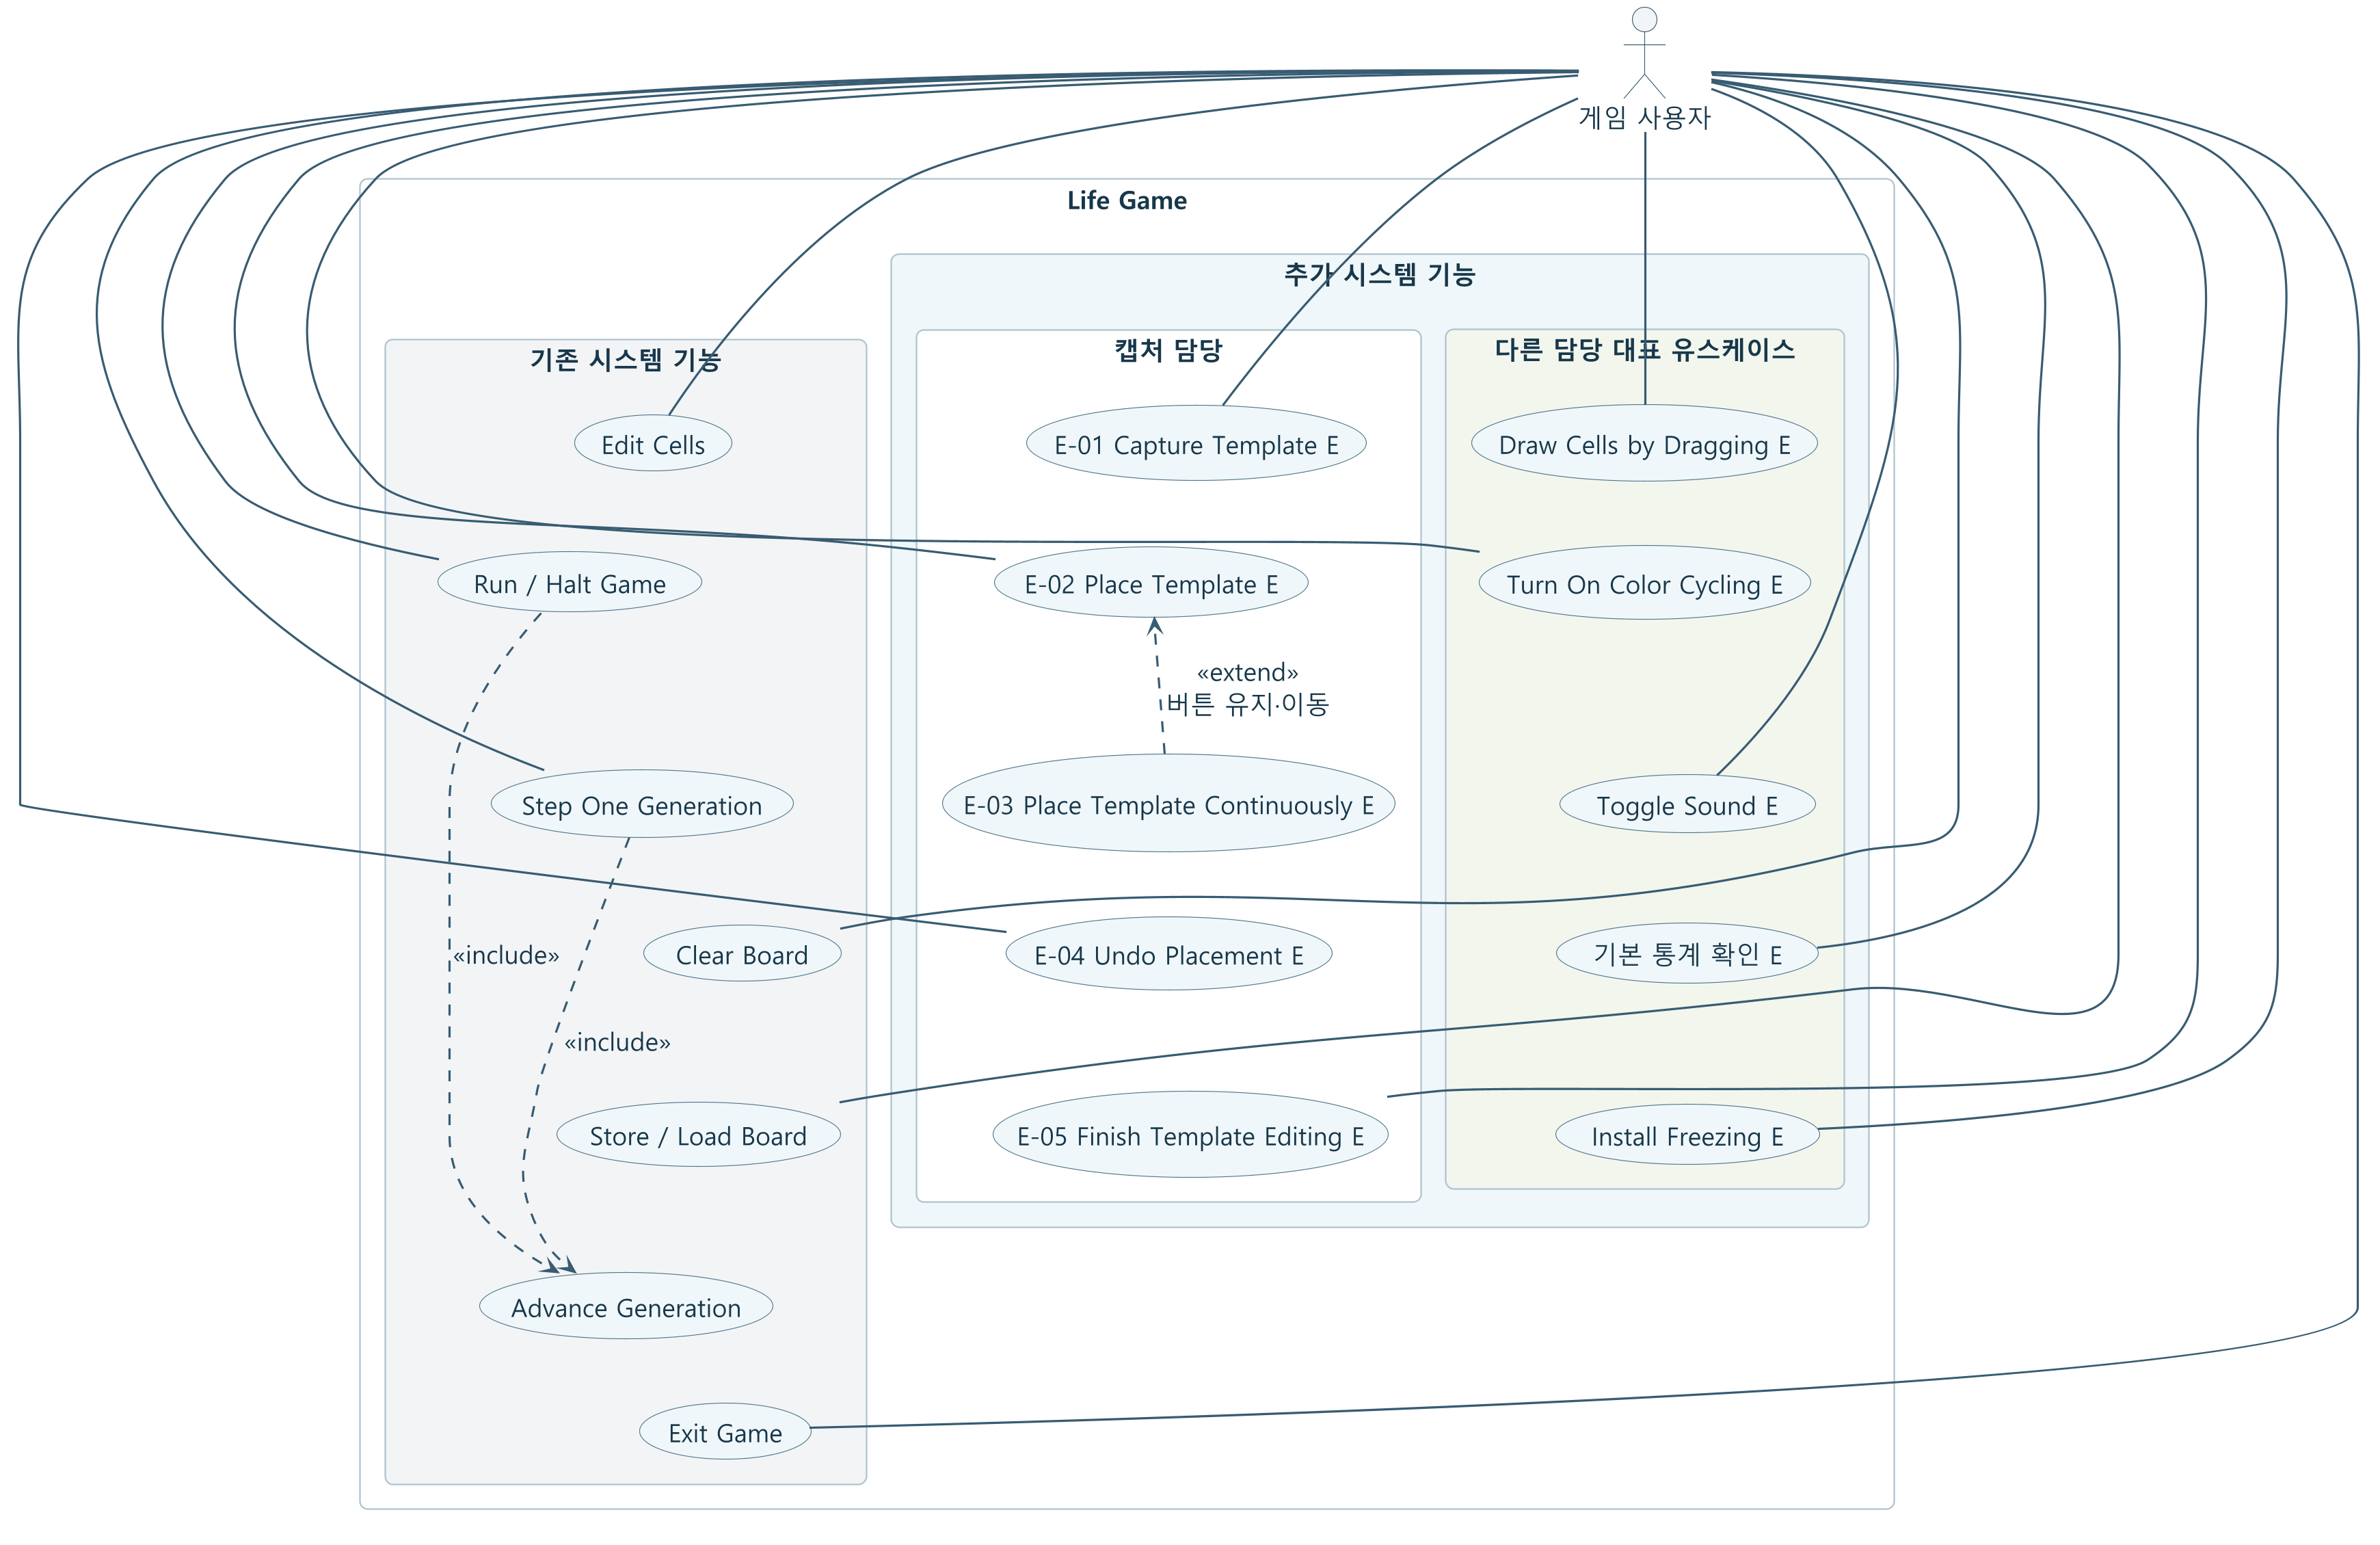 게임 사용자
Life Game
추가 시스템 기능
기존 시스템 기능
캡처 담당
다른 담당 대표 유스케이스
Edit Cells
E-01 Capture Template E
Draw Cells by Dragging E
Run / Halt Game
E-02 Place Template E
Turn On Color Cycling E
«extend»
버튼 유지·이동
Step One Generation
E-03 Place Template Continuously E
Toggle Sound E
«include»
Clear Board
E-04 Undo Placement E
기본 통계 확인 E
«include»
Store / Load Board
E-05 Finish Template Editing E
Install Freezing E
Advance Generation
Exit Game